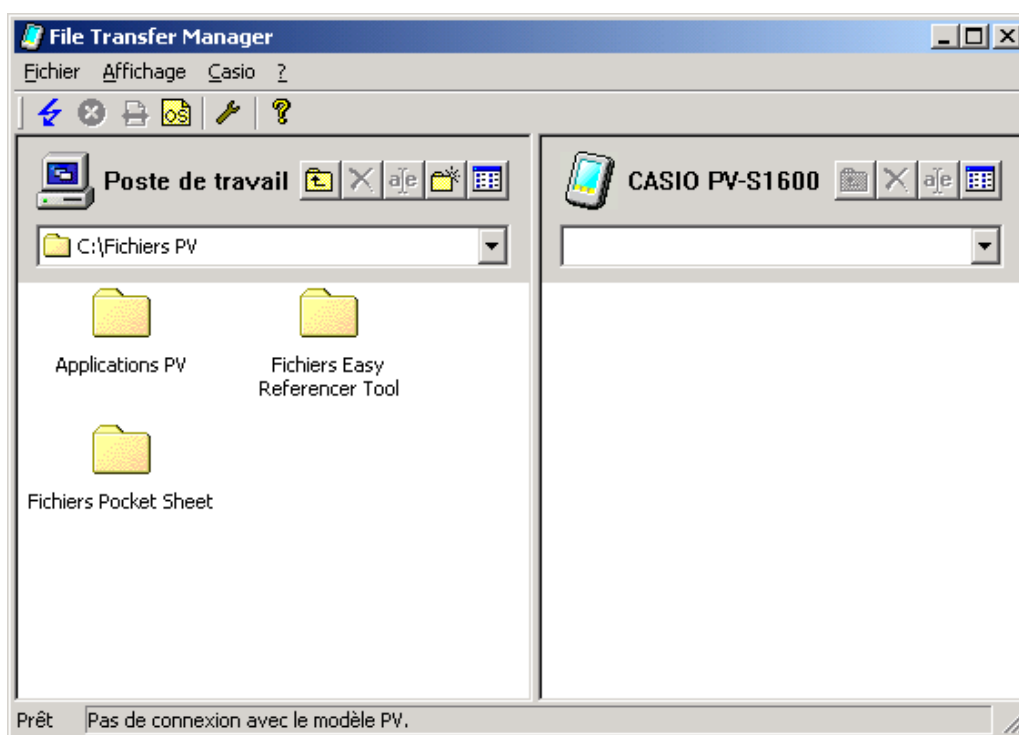 File Transfer Manager
Fichier Affichage Casio ?
OS
Poste de travail
a|e
CASIO PV-S1600
a|e
C:\Fichiers PV
Applications PV
Fichiers Easy
Referencer Tool
Fichiers Pocket Sheet
Prêt
Pas de connexion avec le modèle PV.